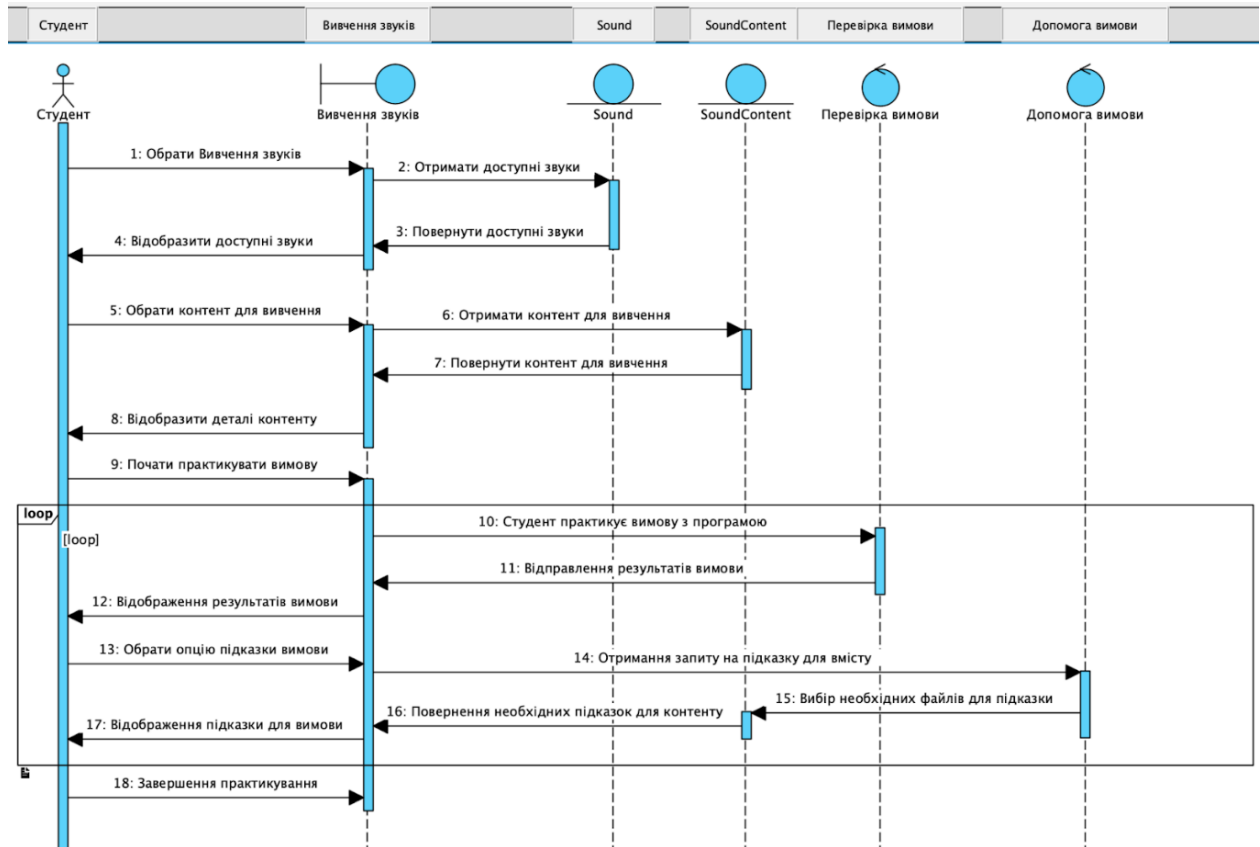 Студент
Вивчення звуків
Sound
SoundContent
Перевірка вимови
Допомога вимови
Студент
Вивчення звуків
Sound
SoundContent
Перевірка вимови
Допомога вимови
1: Обрати Вивчення звуків
2: Отримати доступні звуки
3: Повернути доступні звуки
4: Відобразити доступні звуки
5: Обрати контент для вивчення
6: Отримати контент для вивчення
7: Повернути контент для вивчення
8: Відобразити деталі контенту
9: Почати практикувати вимову
loop
[loop]
10: Студент практикує вимову з програмою
11: Відправлення результатів вимови
12: Відображення результатів вимови
13: Обрати опцію підказки вимови
14: Отримання запиту на підказку для вмісту
15: Вибір необхідних файлів для підказки
16: Повернення необхідних підказок для контенту
17: Відображення підказки для вимови
18: Завершення практикування